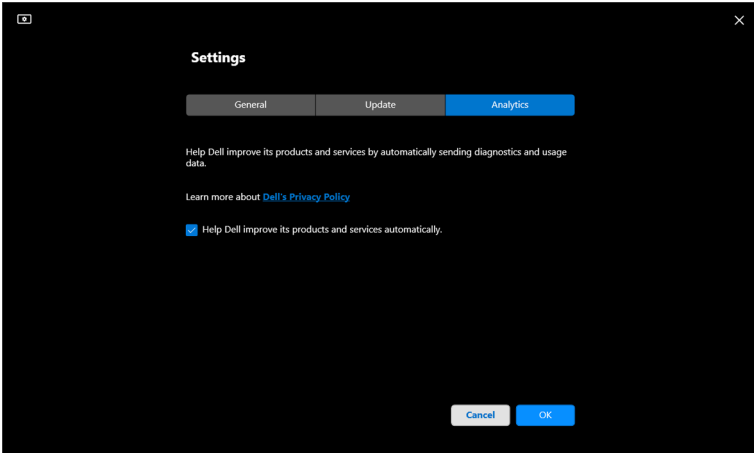 Settings
General
Update
Analytics
Help Dell improve its products and services by automatically sending diagnostics and usage
data.
Learn more about Dell's Privacy Policy
Help Dell improve its products and services automatically.
Cancel
OK